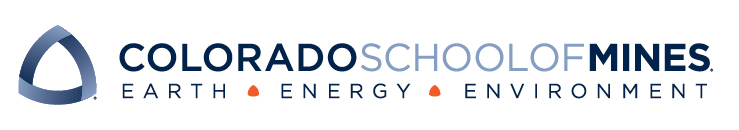 COLORADOSCHOOLOFMINES®
EARTH ENERGY ENVIRONMENT